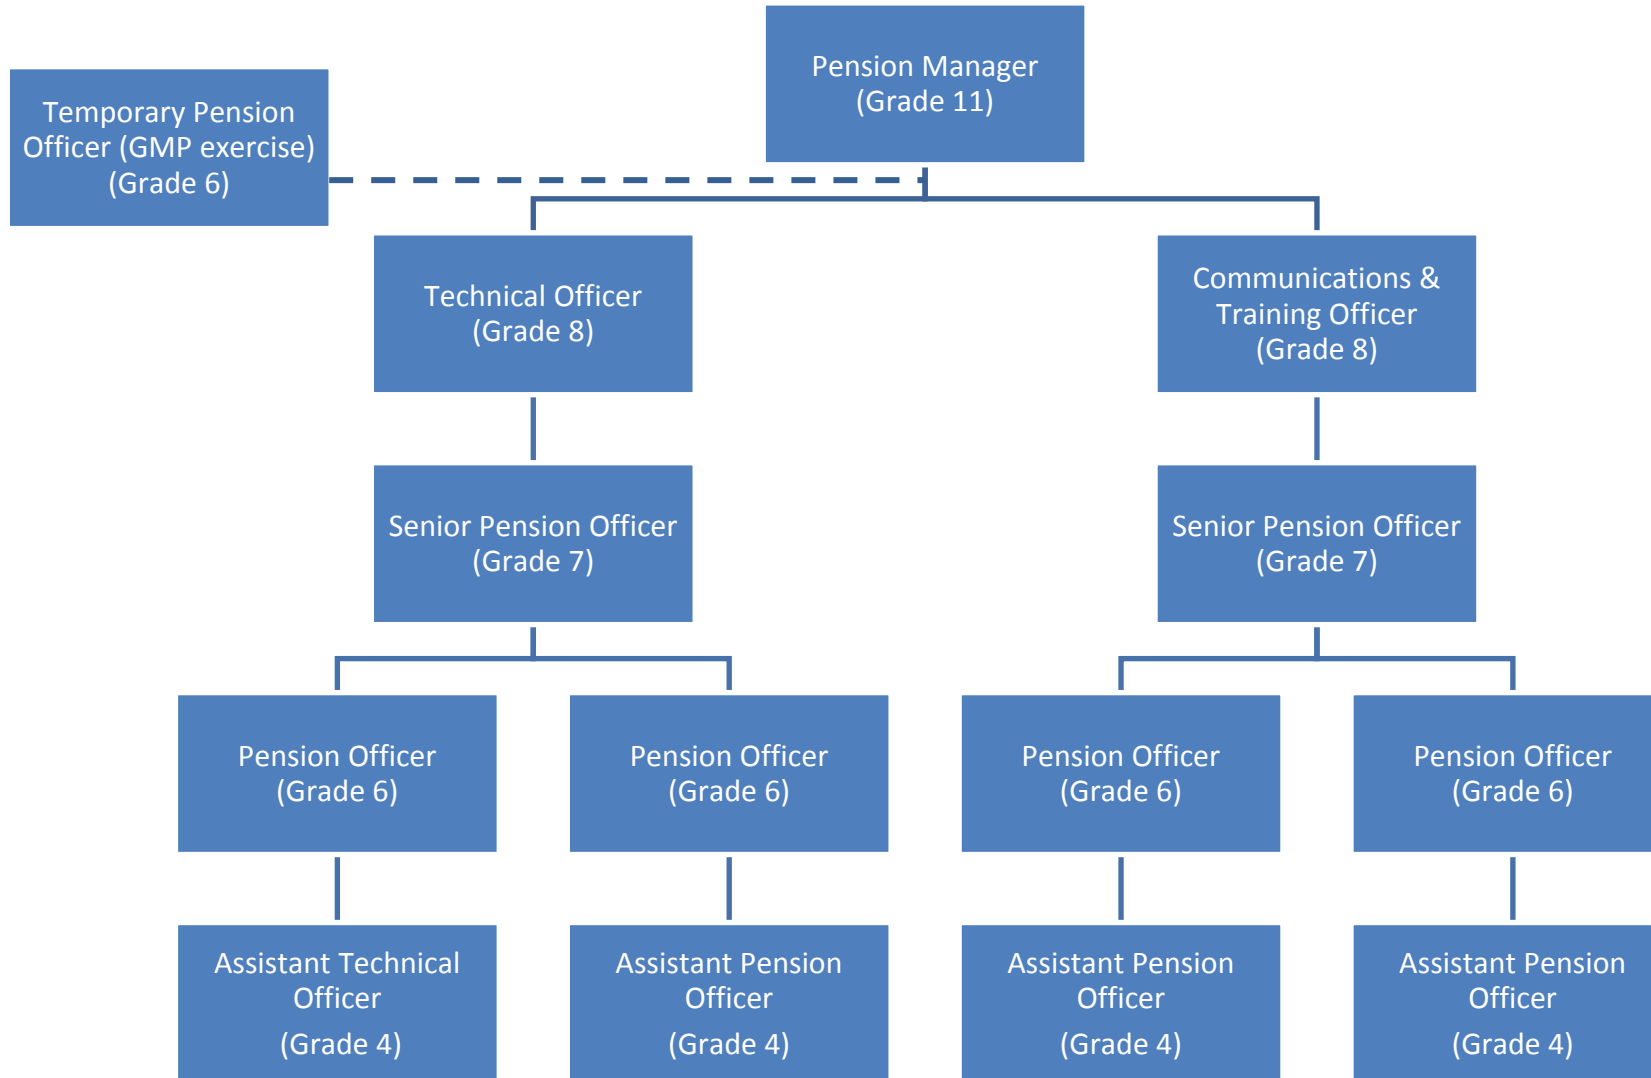 Pension Manager
(Grade 11)
Temporary Pension
Officer (GMP exercise)
(Grade 6)
Technical Officer
(Grade 8)
Communications &
Training Officer
(Grade 8)
Senior Pension Officer
(Grade 7)
Senior Pension Officer
(Grade 7)
Pension Officer
(Grade 6)
Pension Officer
(Grade 6)
Pension Officer
(Grade 6)
Pension Officer
(Grade 6)
Assistant Technical
Officer
(Grade 4)
Assistant Pension
Officer
(Grade 4)
Assistant Pension
Officer
(Grade 4)
Assistant Pension
Officer
(Grade 4)